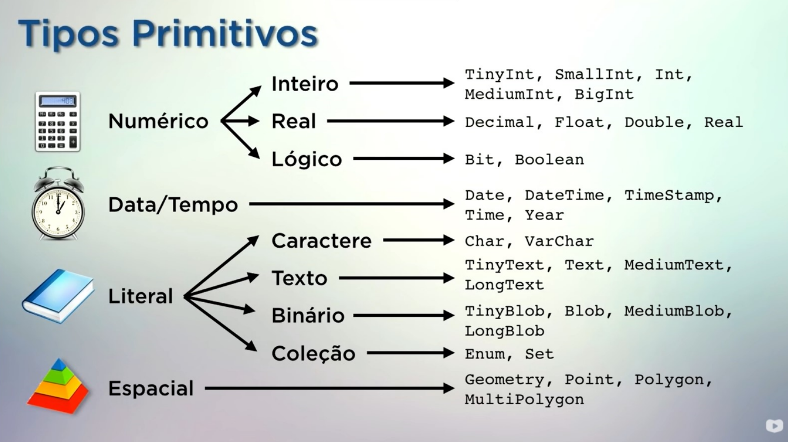 Tipos Primitivos
Numérico
Inteiro
TinyInt, SmallInt, Int,
MediumInt, BigInt
Real
Decimal, Float, Double, Real
Lógico
Bit, Boolean
Data/Tempo
Date, DateTime, TimeStamp,
Time, Year
Literal
Caractere
Char, VarChar
Texto
TinyText, Text, MediumText,
LongText
Binário
TinyBlob, Blob, MediumBlob,
LongBlob
Coleção
Enum, Set
Espacial
Geometry, Point, Polygon,
MultiPolygon